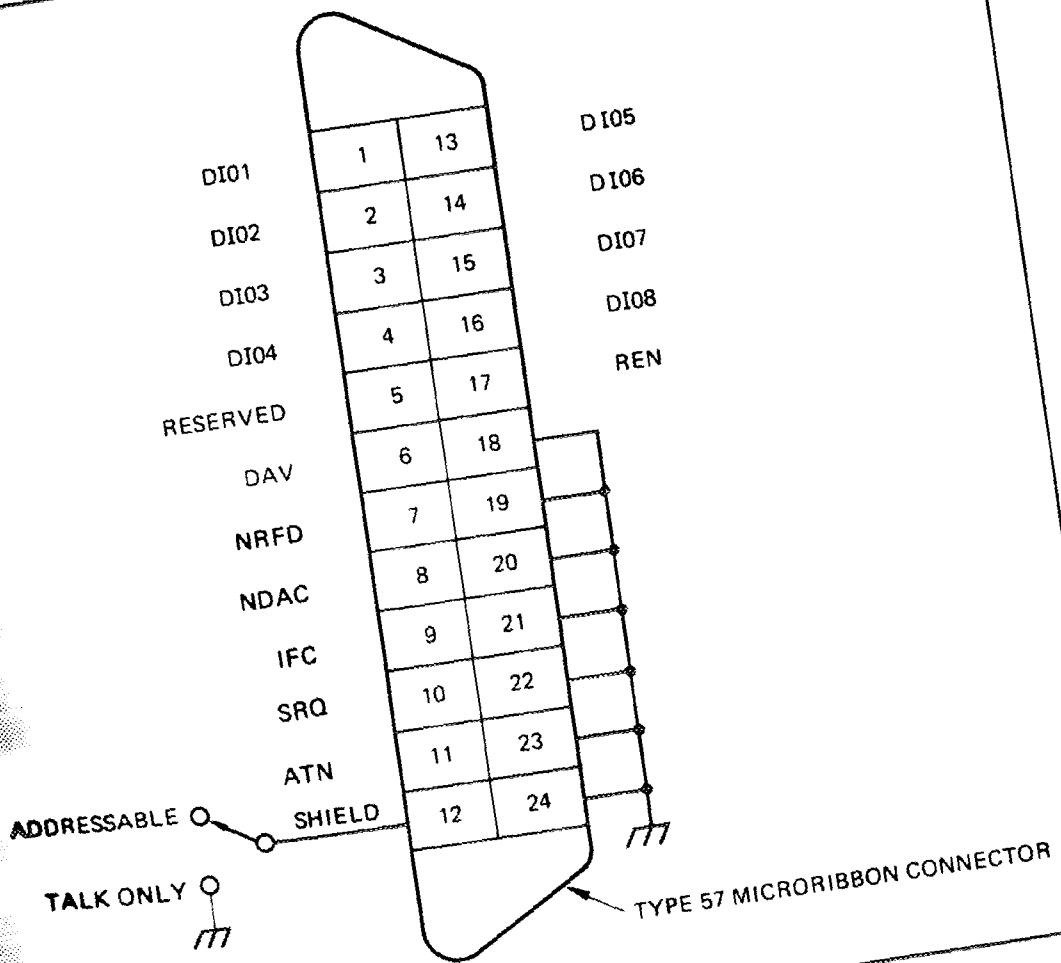 DI01 1 13 DI05
DI02 2 14 DI06
DI03 3 15 DI07
DI04 4 16 DI08
RESERVED 5 17 REN
DAV 6 18
NRFD 7 19
NDAC 8 20
IFC 9 21
SRQ 10 22
ATN 11 23
SHIELD 12 24
ADDRESSABLE
TALK ONLY
TYPE 57 MICRORIBBON CONNECTOR